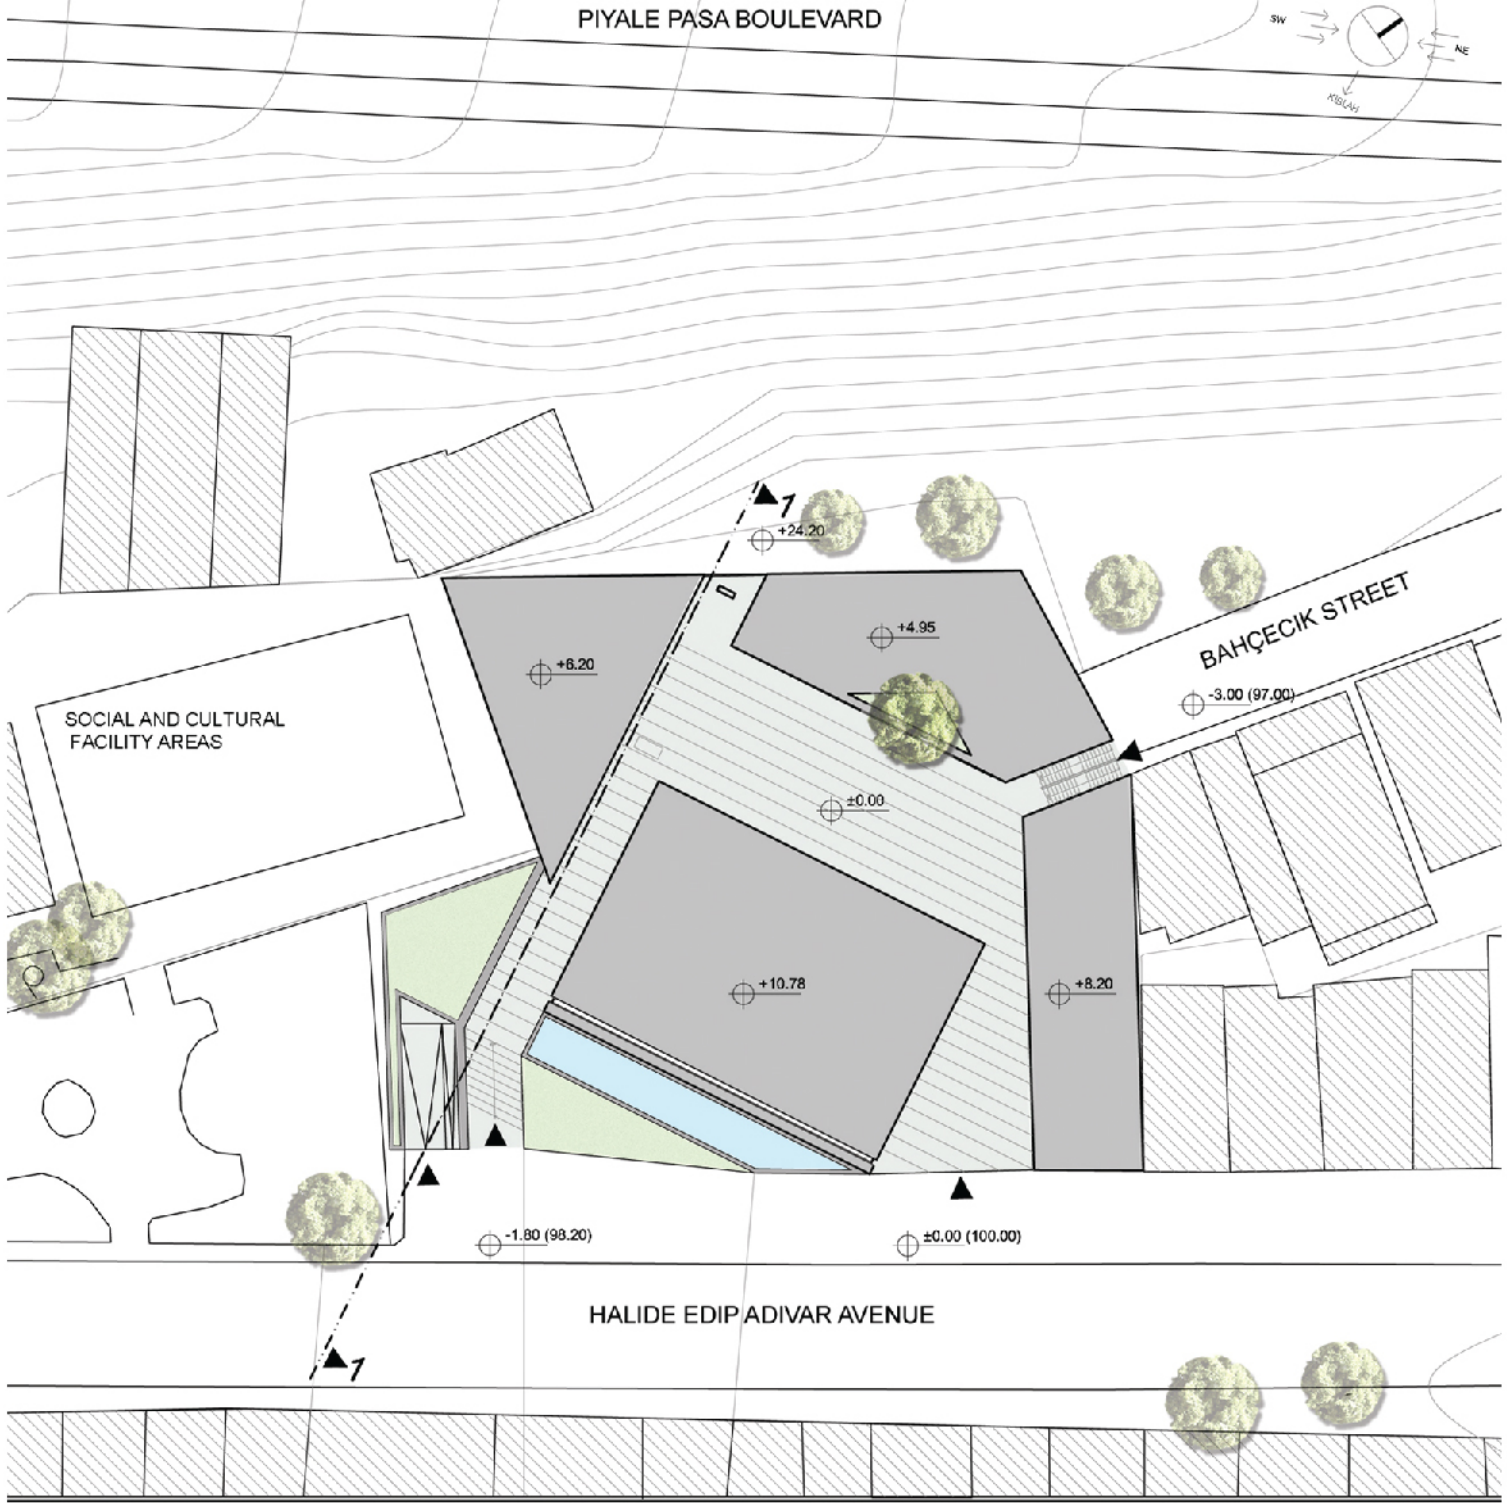 PIYALE PASA BOULEVARD
SW
NE
KIBLAH
1
+24.20
BAHÇECIK STREET
+4.95
+6.20
-3.00 (97.00)
SOCIAL AND CULTURAL
FACILITY AREAS
±0.00
+10.78
+8.20
-1.80 (98.20)
±0.00 (100.00)
HALIDE EDIP ADIVAR AVENUE
1